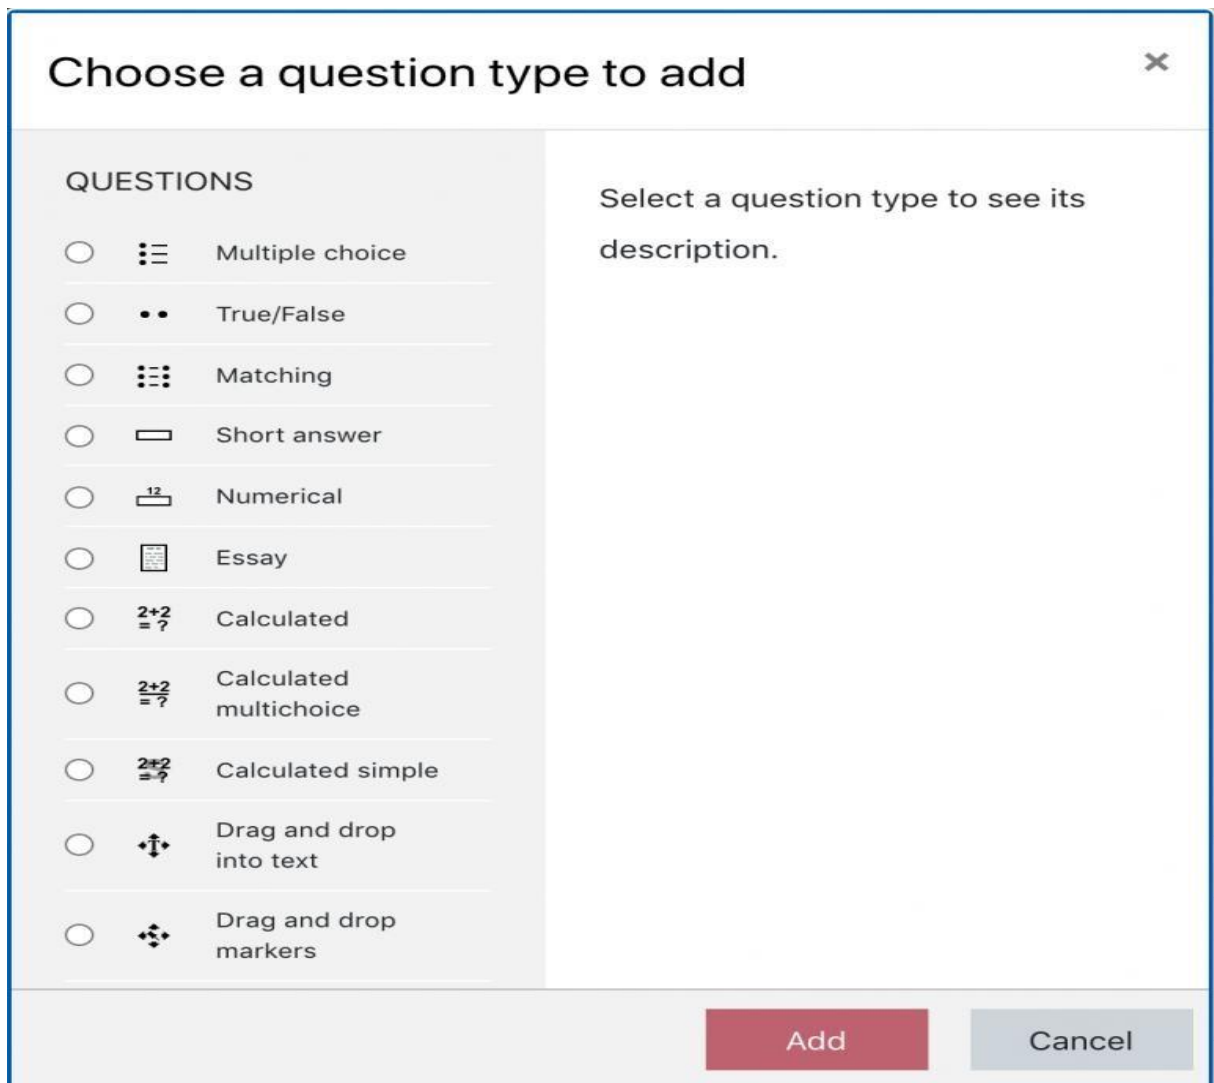 Choose a question type to add
×
QUESTIONS
Multiple choice
True/False
Matching
Short answer
12
Numerical
Essay
2+2
= ?
Calculated
2+2
= ?
Calculated
multichoice
2+2
= ?
Calculated simple
Drag and drop
into text
Drag and drop
markers
Select a question type to see its
description.
Add
Cancel